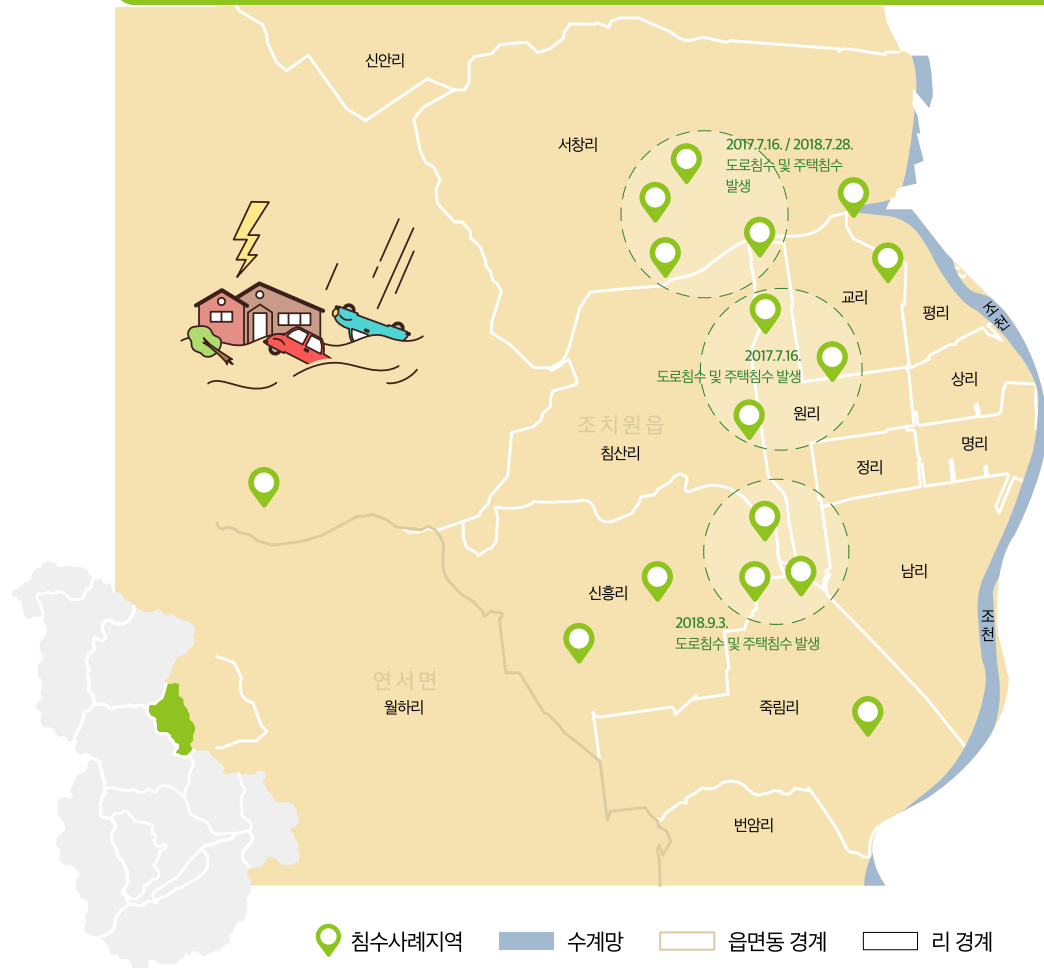 신안리
서창리
2017.7.16. / 2018.7.28.
도로침수 및 주택침수
발생
교리
평리
조천
2017.7.16.
도로침수 및 주택침수 발생
상리
원리
조치원읍
침산리
명리
정리
신흥리
남리
2018.9.3.
도로침수 및 주택침수 발생
조천
연서면
월하리
죽림리
번암리
침수사례지역
수계망
읍면동 경계
리 경계